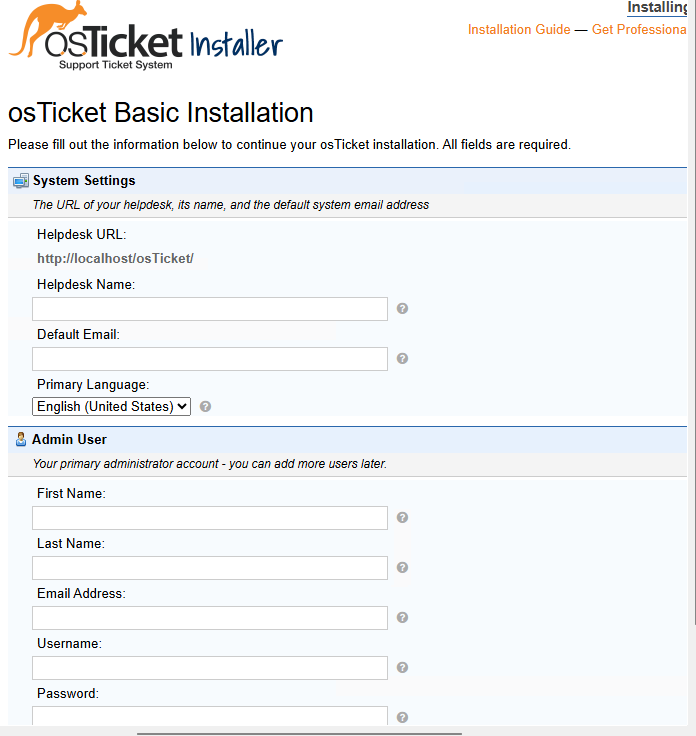 Installing
Installation Guide — Get Professiona
osTicket Installer
Support Ticket System
osTicket Basic Installation
Please fill out the information below to continue your osTicket installation. All fields are required.
System Settings
The URL of your helpdesk, its name, and the default system email address
Helpdesk URL:
http://localhost/osTicket/
Helpdesk Name:
?
Default Email:
?
Primary Language:
English (United States) ?
Admin User
Your primary administrator account - you can add more users later.
First Name:
?
Last Name:
?
Email Address:
?
Username:
?
Password:
?